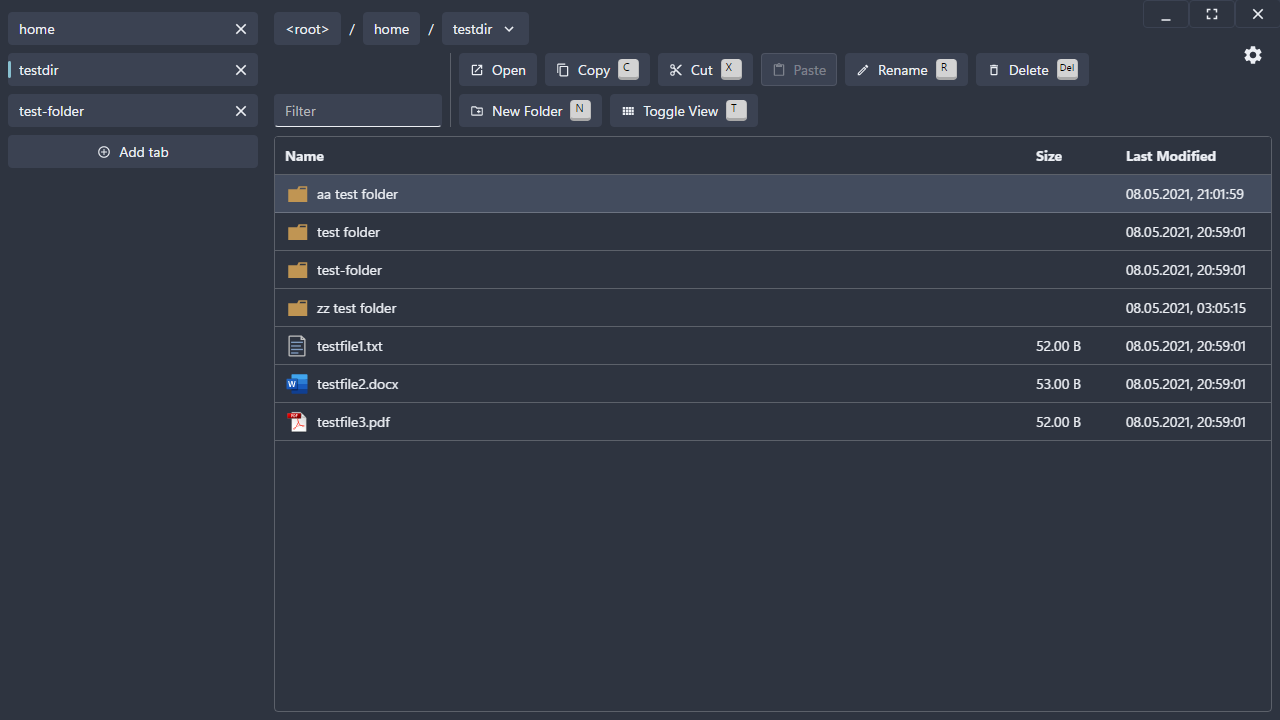 home
testdir
test-folder
Add tab
<root> / home / testdir
Open Copy C Cut X Paste Rename R Delete Del
Filter New Folder N Toggle View T
Name Size Last Modified
aa test folder 08.05.2021, 21:01:59
test folder 08.05.2021, 20:59:01
test-folder 08.05.2021, 20:59:01
zz test folder 08.05.2021, 03:05:15
testfile1.txt 52.00 B 08.05.2021, 20:59:01
W testfile2.docx 53.00 B 08.05.2021, 20:59:01
PDF testfile3.pdf 52.00 B 08.05.2021, 20:59:01